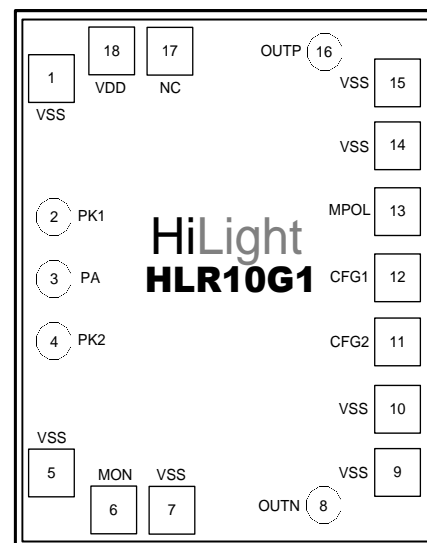 18
17
OUTP
16
1
VDD
NC
VSS
15
VSS
VSS
14
2
PK1
MPOL
13
HiLight
HLR10G1
3
PA
CFG1
12
4
PK2
CFG2
11
VSS
10
VSS
5
MON
VSS
VSS
9
6
7
OUTN
8